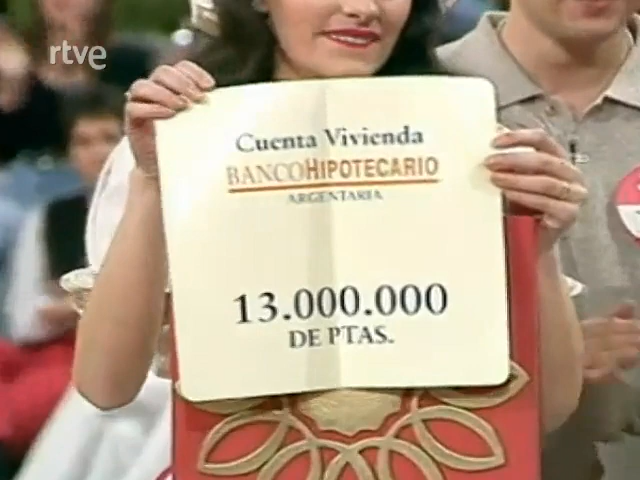 rtve
Cuenta Vivienda
BANCOHIPOTECARIO
ARGENTARIA
13.000.000
DE PTAS.